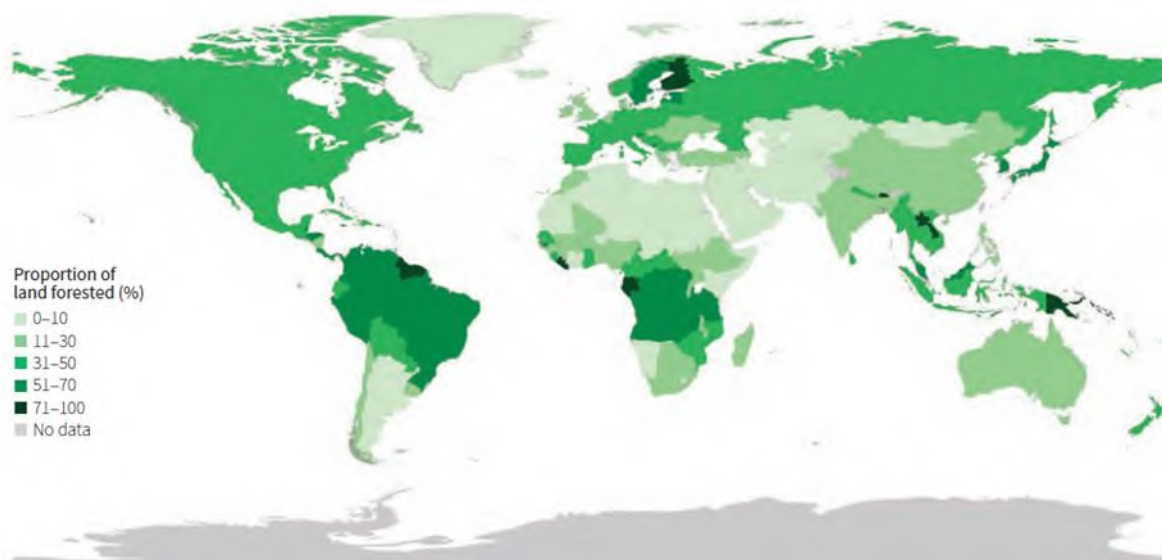 Proportion of
land forested (%)
0–10
11–30
31–50
51–70
71–100
No data